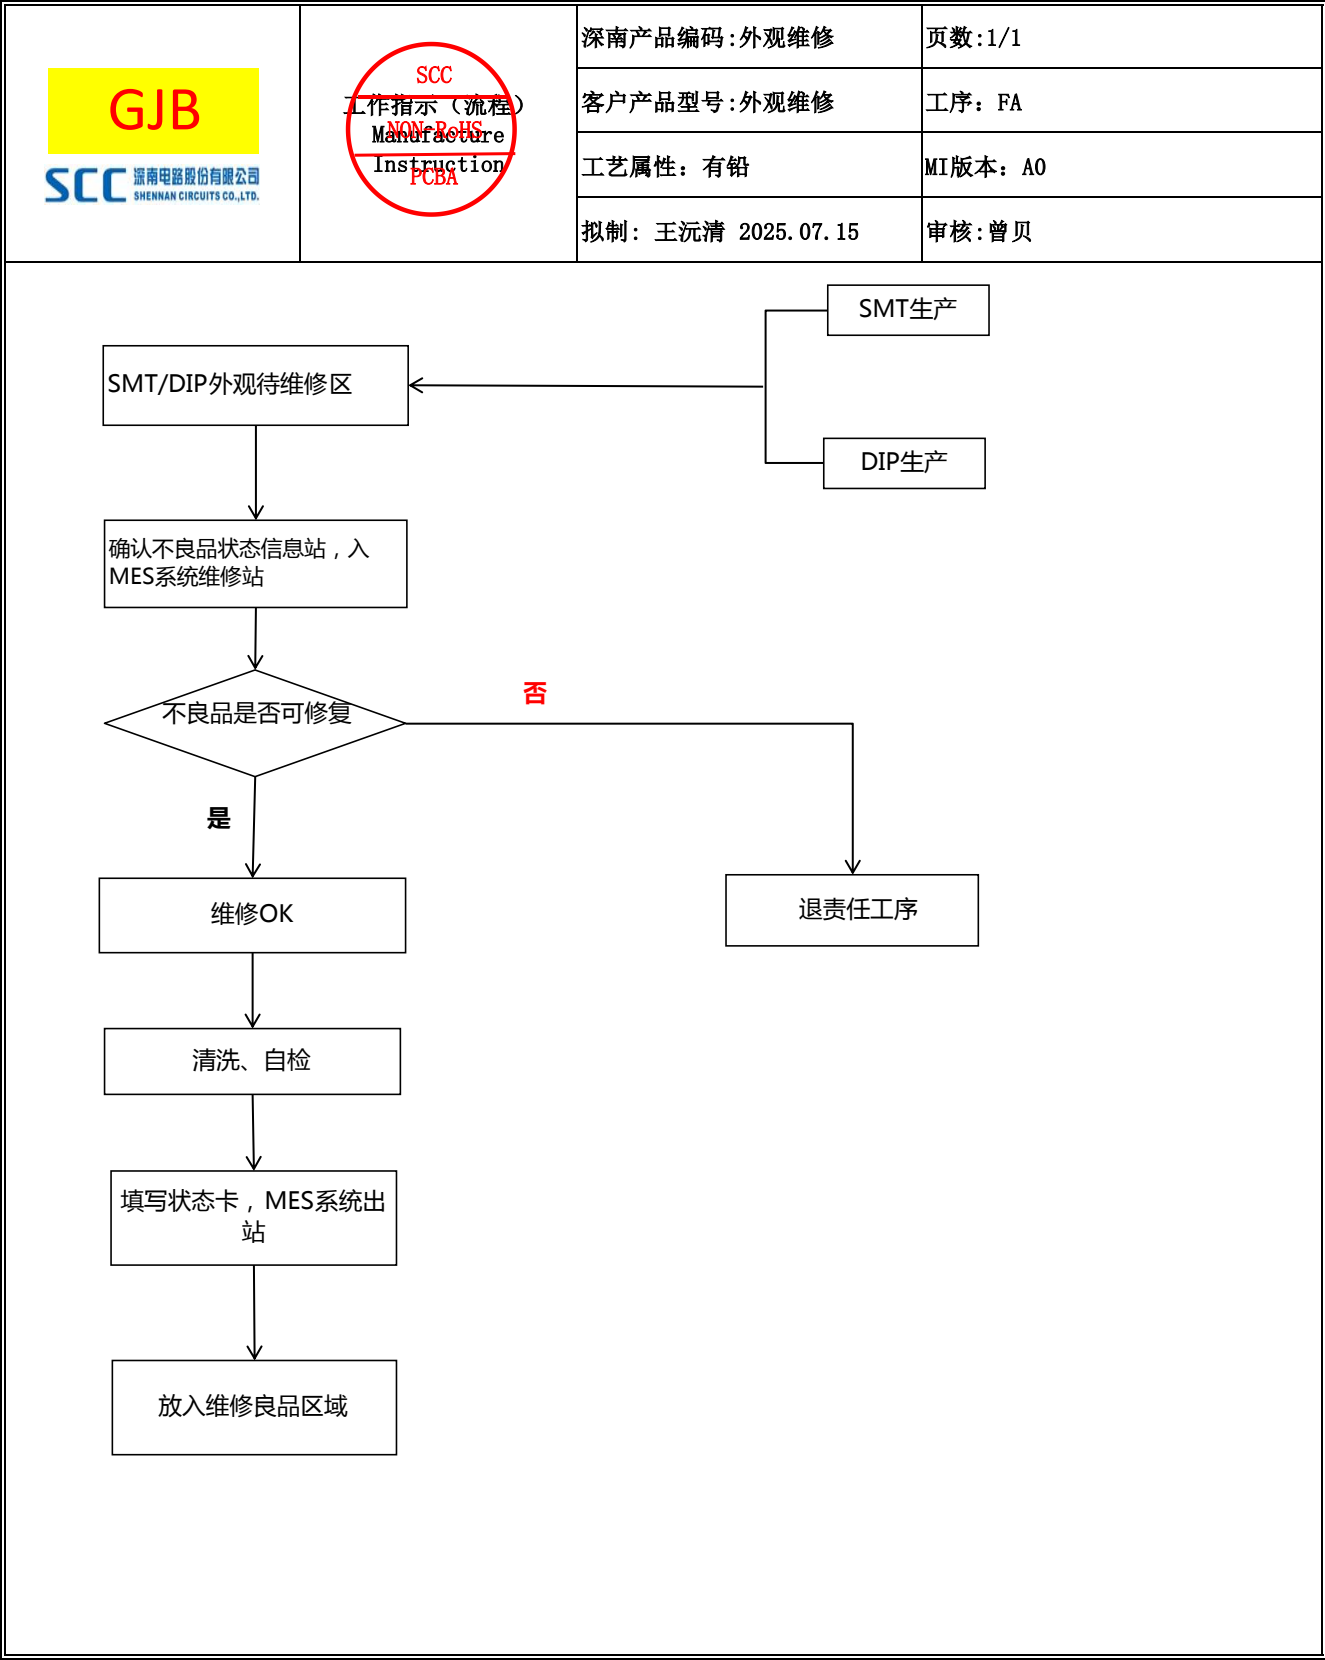 GJB
SCC 深南电路股份有限公司
SHENNAN CIRCUITS CO.,LTD.
工作指示（流程）
Manufacture
Instruction
SCC
NON-RoHS
PCBA
深南产品编码:外观维修
页数:1/1
客户产品型号:外观维修
工序: FA
工艺属性: 有铅
MI版本: A0
拟制: 王沅清 2025.07.15
审核:曾贝
SMT生产
SMT/DIP外观待维修区
DIP生产
确认不良品状态信息站，入
MES系统维修站
不良品是否可修复
否
是
维修OK
退责任工序
清洗、自检
填写状态卡，MES系统出
站
放入维修良品区域